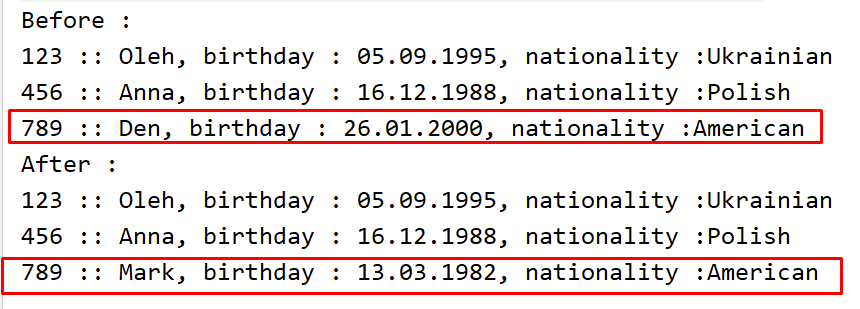 Before :
123 :: Oleh, birthday : 05.09.1995, nationality :Ukrainian
456 :: Anna, birthday : 16.12.1988, nationality :Polish
789 :: Den, birthday : 26.01.2000, nationality :American
After :
123 :: Oleh, birthday : 05.09.1995, nationality :Ukrainian
456 :: Anna, birthday : 16.12.1988, nationality :Polish
789 :: Mark, birthday : 13.03.1982, nationality :American